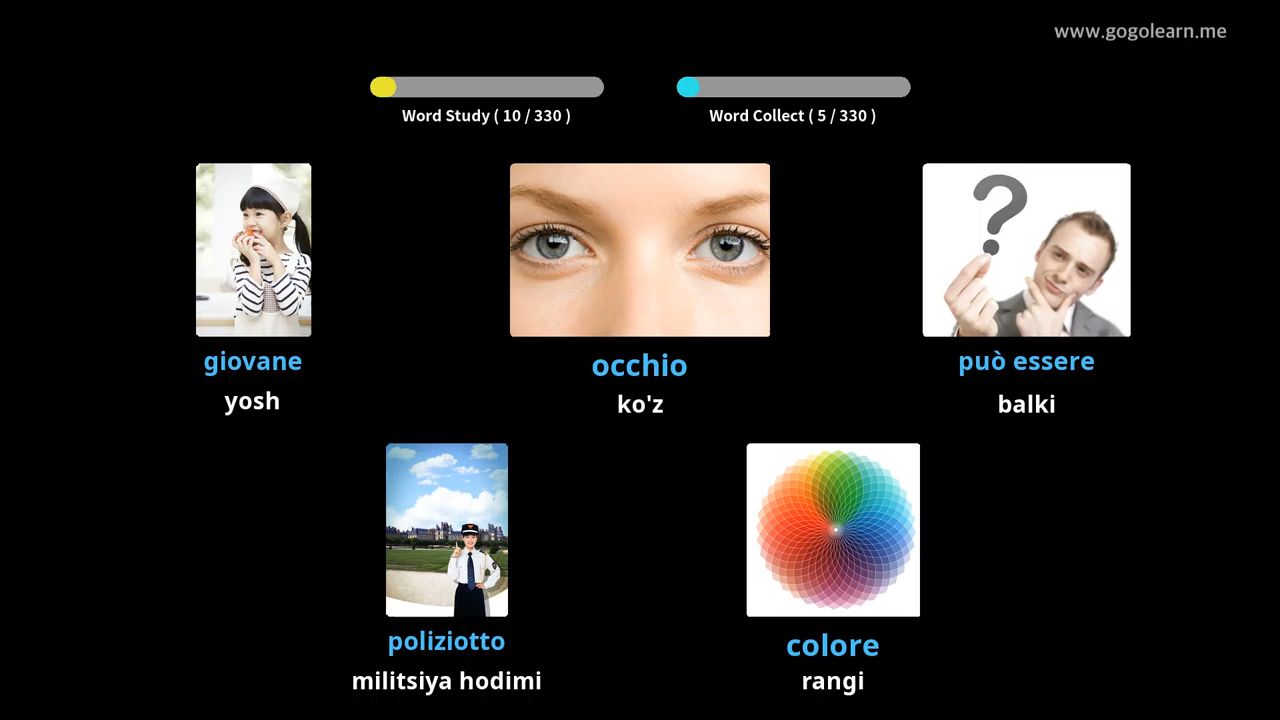 www.gogolearn.me
Word Study ( 10 / 330 )
Word Collect ( 5 / 330 )
giovane
yosh
occhio
ko'z
può essere
balki
poliziotto
militsiya hodimi
colore
rangi